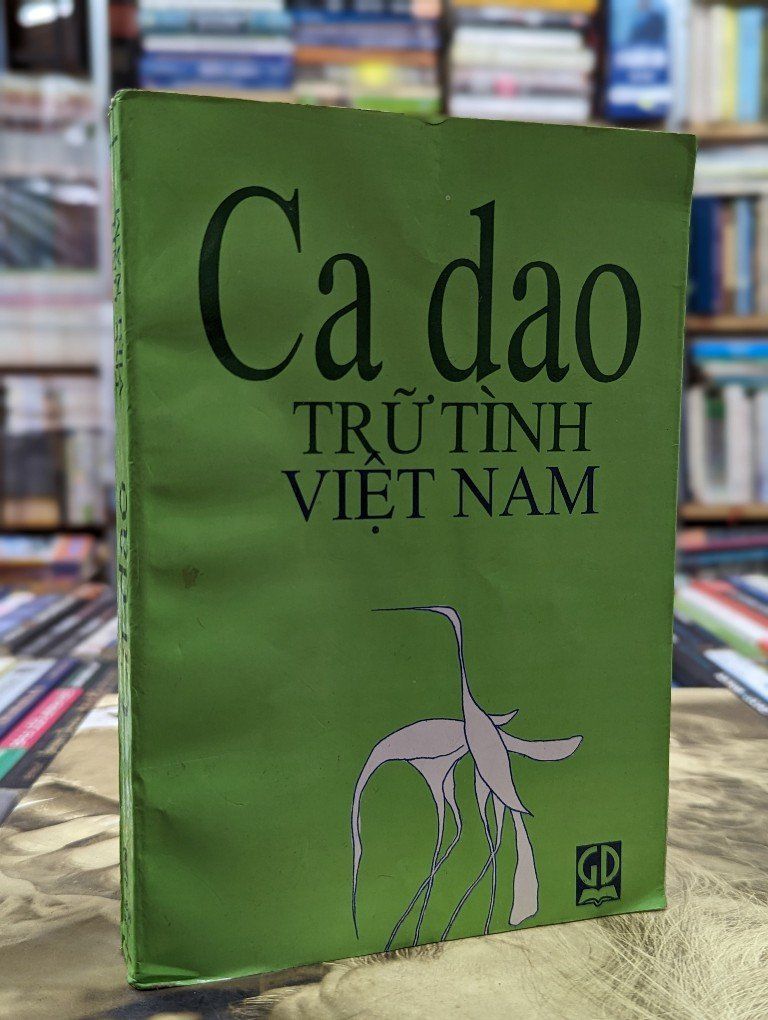 Ca dao
TRỮ TÌNH
VIỆT NAM
GD